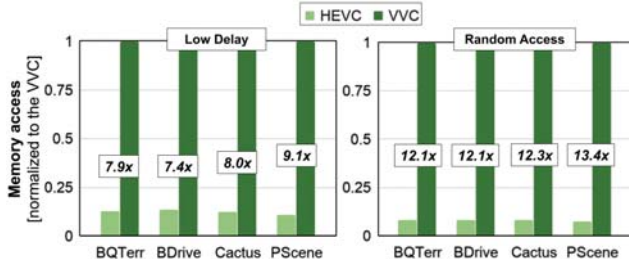 HEVC VVC
Low Delay
Random Access
Memory access
[normalized to the VVC]
1
0.75
0.5
0.25
0
7.9x 7.4x 8.0x 9.1x
BQTerr BDrive Cactus PScene
1
0.75
0.5
0.25
0
12.1x 12.1x 12.3x 13.4x
BQTerr BDrive Cactus PScene